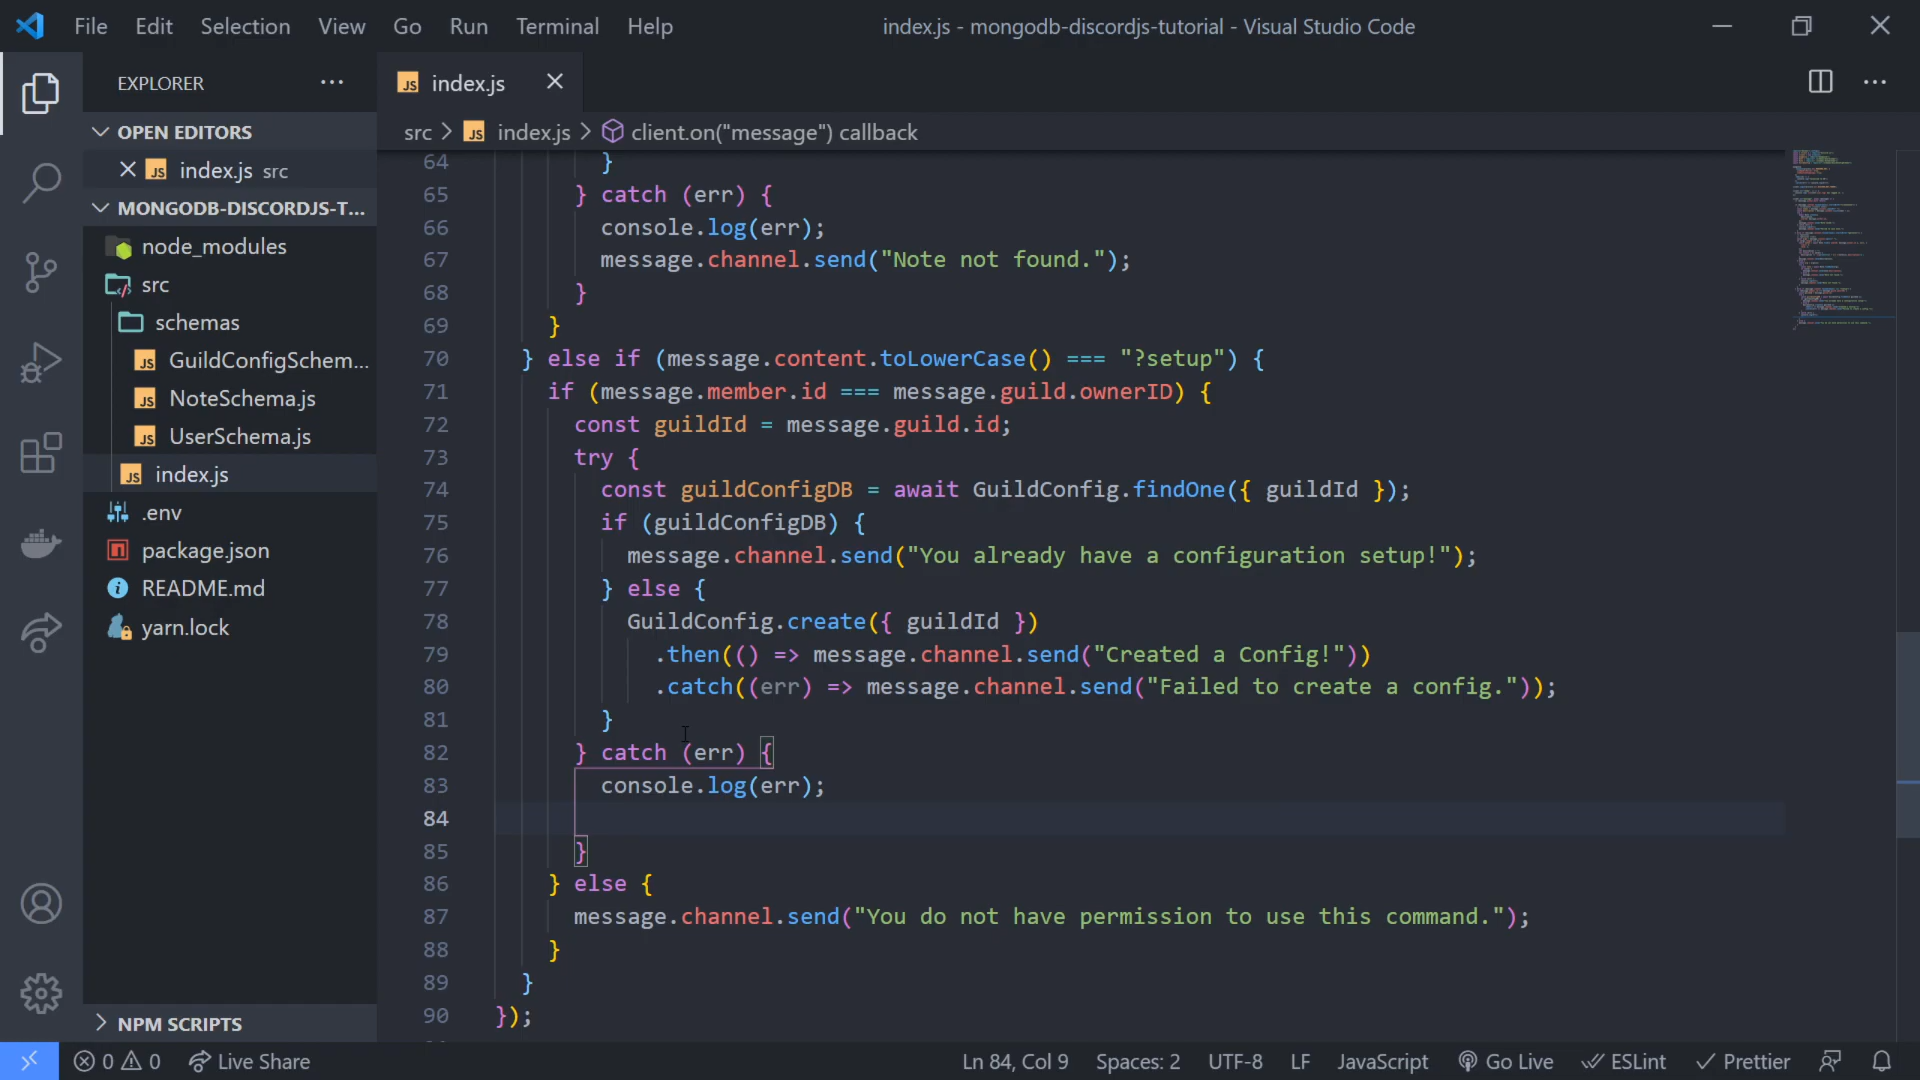 File Edit Selection View Go Run Terminal Help index.js - mongodb-discordjs-tutorial - Visual Studio Code
EXPLORER ···
JS index.js
OPEN EDITORS
JS index.js src
MONGODB-DISCORDJS-T...
node_modules
src
schemas
JS GuildConfigSchem...
JS NoteSchema.js
JS UserSchema.js
JS index.js
.env
package.json
README.md
yarn.lock
NPM SCRIPTS
src > JS index.js > client.on("message") callback
64 }
65 } catch (err) {
66 console.log(err);
67 message.channel.send("Note not found.");
68 }
69 }
70 } else if (message.content.toLowerCase() === "?setup") {
71 if (message.member.id === message.guild.ownerID) {
72 const guildId = message.guild.id;
73 try {
74 const guildConfigDB = await GuildConfig.findOne({ guildId });
75 if (guildConfigDB) {
76 message.channel.send("You already have a configuration setup!");
77 } else {
78 GuildConfig.create({ guildId })
79 .then(() => message.channel.send("Created a Config!"))
80 .catch((err) => message.channel.send("Failed to create a config."));
81 }
82 } catch (err) {
83 console.log(err);
84
85 }
86 } else {
87 message.channel.send("You do not have permission to use this command.");
88 }
89 }
90 });
0 0 Live Share Ln 84, Col 9 Spaces: 2 UTF-8 LF JavaScript Go Live ESLint Prettier